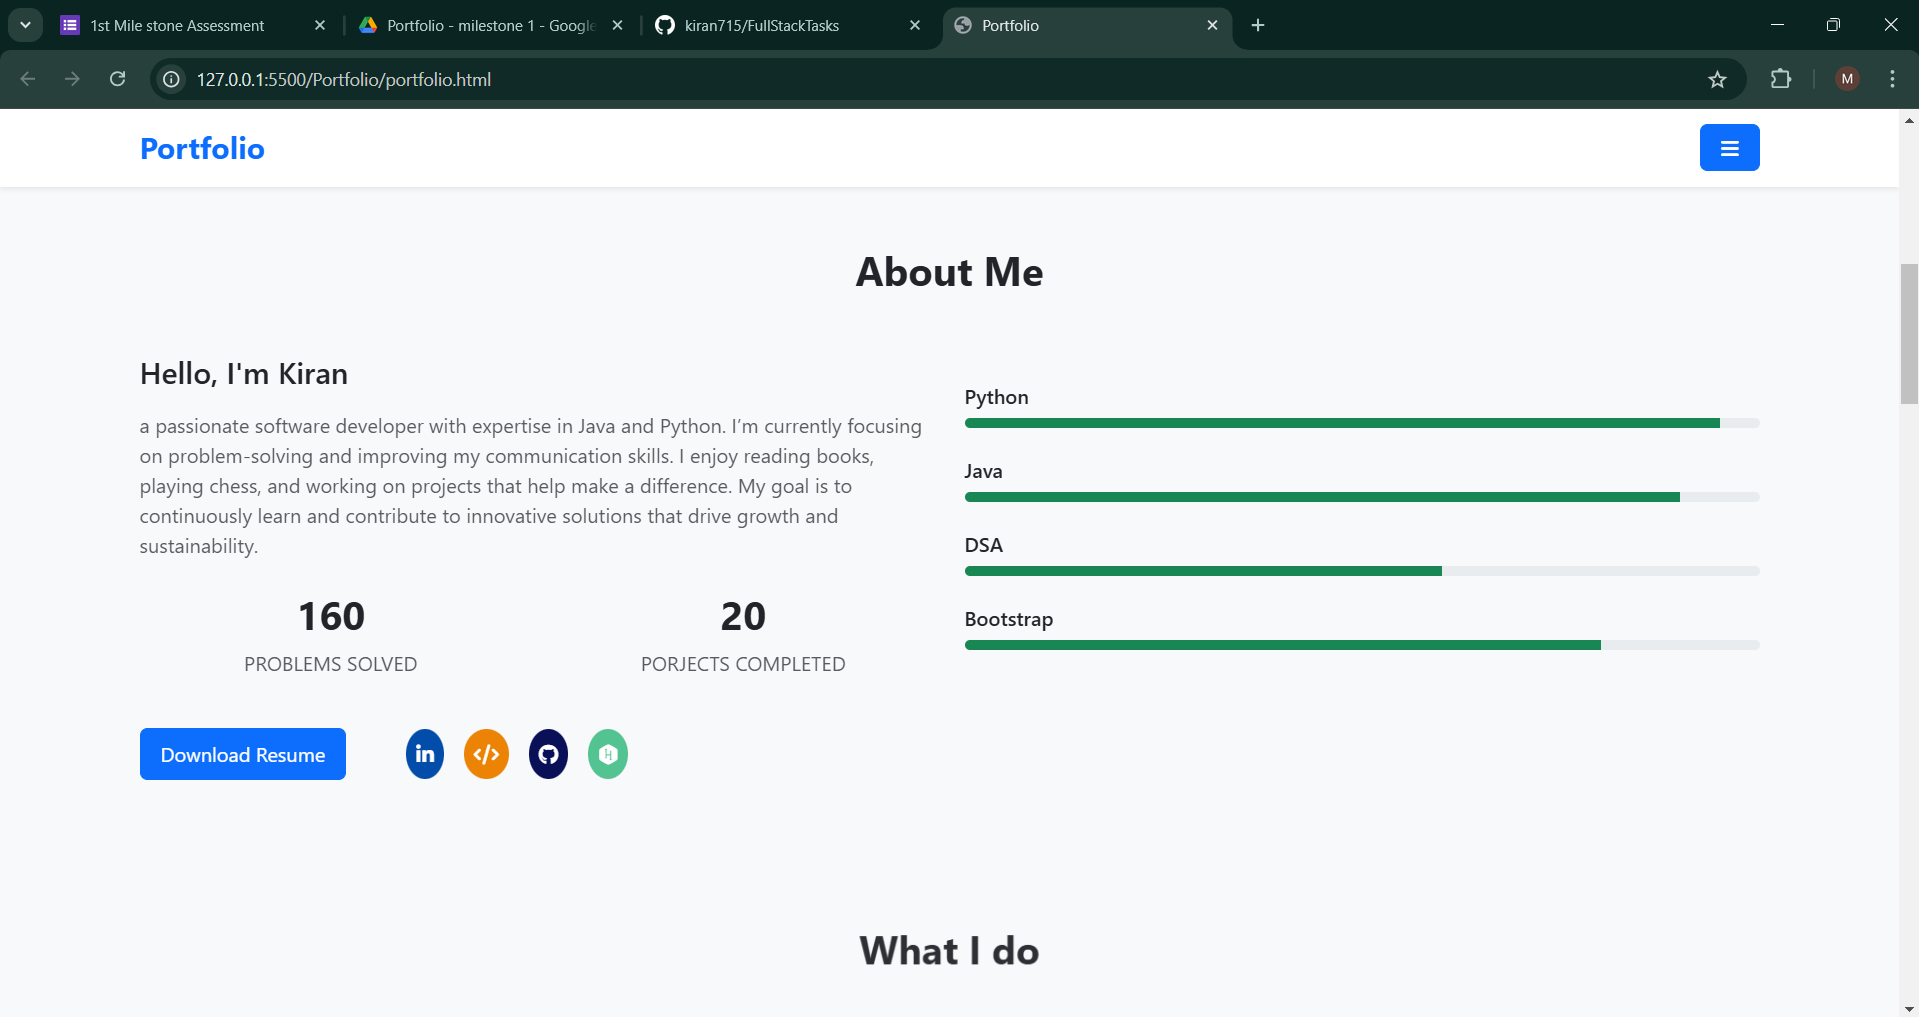 1st Mile stone Assessment
Portfolio - milestone 1 - Google
kiran715/FullStackTasks
Portfolio
127.0.0.1:5500/Portfolio/portfolio.html
M
Portfolio
About Me
Hello, I'm Kiran
a passionate software developer with expertise in Java and Python. I’m currently focusing
on problem-solving and improving my communication skills. I enjoy reading books,
playing chess, and working on projects that help make a difference. My goal is to
continuously learn and contribute to innovative solutions that drive growth and
sustainability.
160
PROBLEMS SOLVED
20
PORJECTS COMPLETED
Download Resume
in
</>
H
Python
Java
DSA
Bootstrap
What I do